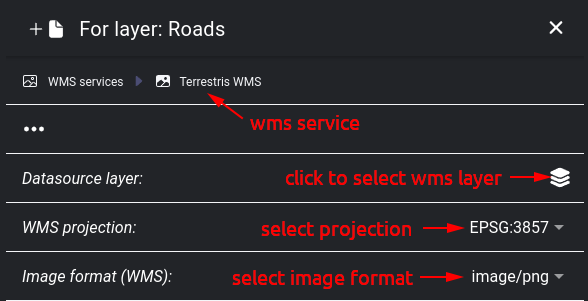 For layer: Roads
WMS services Terrestris WMS
wms service
Datasource layer: click to select wms layer
WMS projection: select projection EPSG:3857
Image format (WMS): select image format image/png